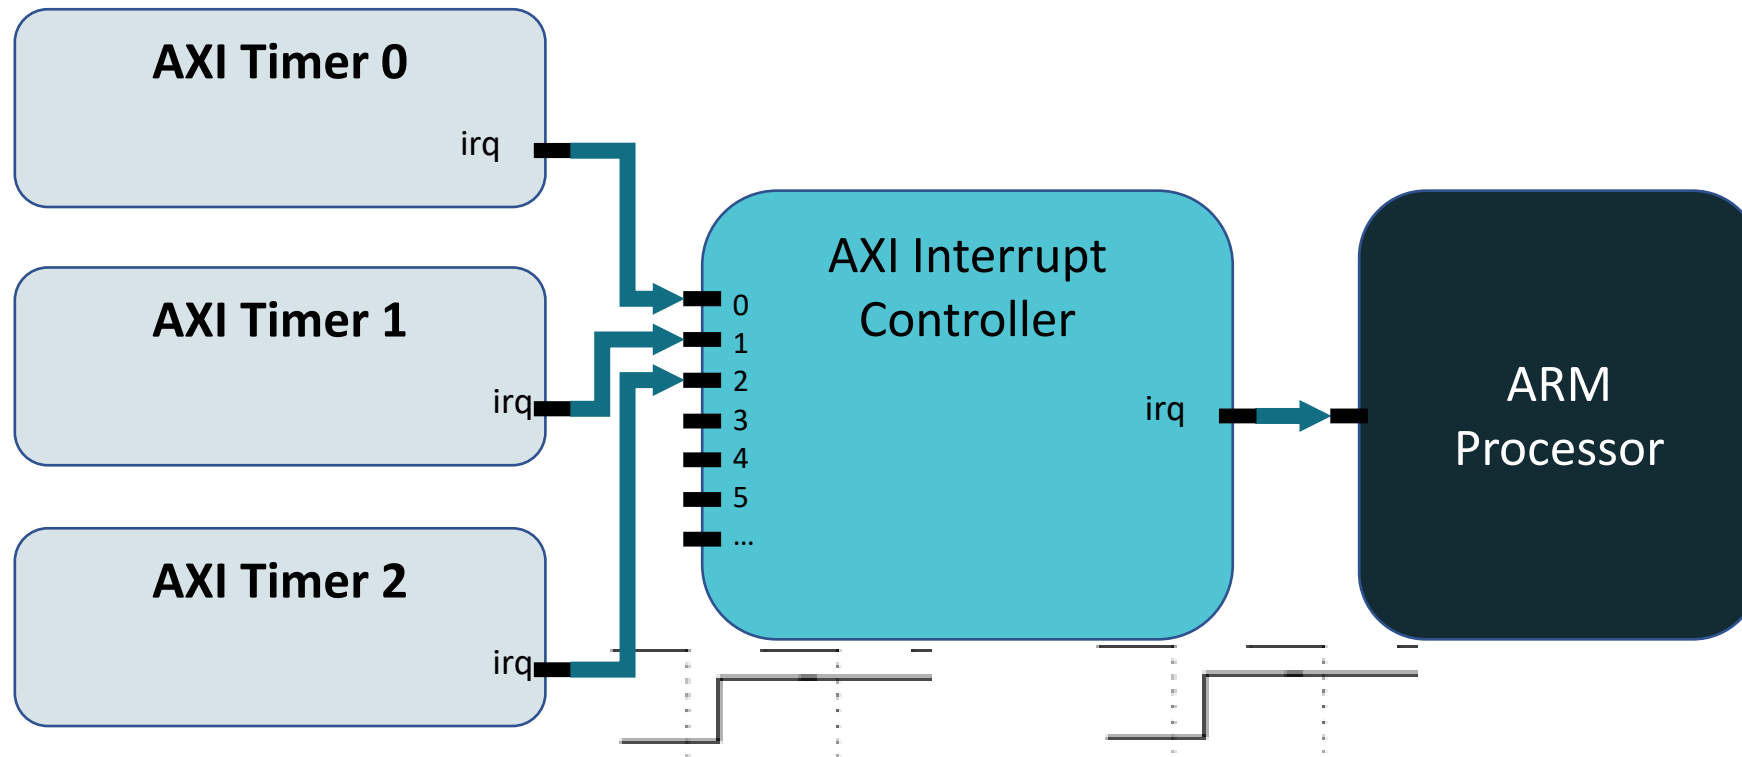 AXI Timer 0
irq
AXI Timer 1
irq
AXI Timer 2
irq
AXI Interrupt
Controller
0
1
2
3
4
5
...
irq
ARM
Processor